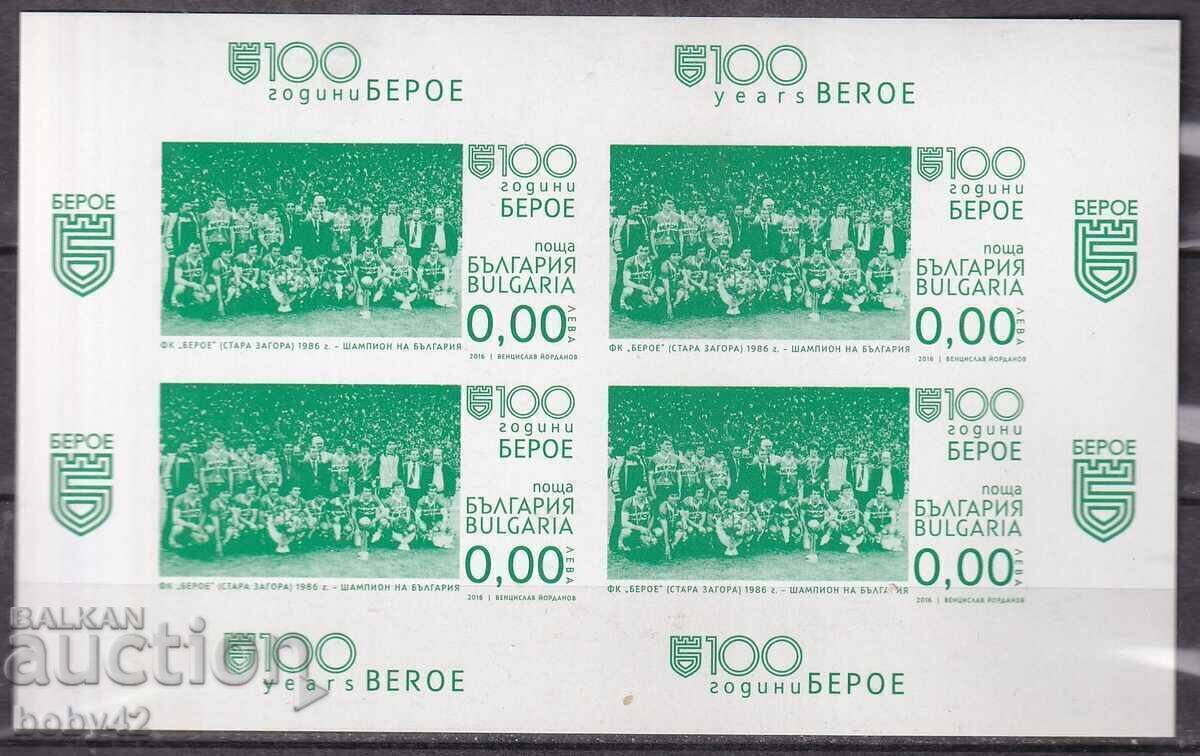 100
години БЕРОЕ
100
years BEROE
БЕРОЕ
100
години
БЕРОЕ
поща
БЪЛГАРИЯ
BULGARIA
0,00 ЛЕВА
ФК „БЕРОЕ" (СТАРА ЗАГОРА) 1986 г. - ШАМПИОН НА БЪЛГАРИЯ
2016 | ВЕНЦИСЛАВ ЙОРДАНОВ
100
години
БЕРОЕ
поща
БЪЛГАРИЯ
BULGARIA
0,00 ЛЕВА
ФК „БЕРОЕ" (СТАРА ЗАГОРА) 1986 г. - ШАМПИОН НА БЪЛГАРИЯ
2016 | ВЕНЦИСЛАВ ЙОРДАНОВ
БЕРОЕ
БЕРОЕ
100
години
БЕРОЕ
поща
БЪЛГАРИЯ
BULGARIA
0,00 ЛЕВА
ФК „БЕРОЕ" (СТАРА ЗАГОРА) 1986 г. - ШАМПИОН НА БЪЛГАРИЯ
2016 | ВЕНЦИСЛАВ ЙОРДАНОВ
100
години
БЕРОЕ
поща
БЪЛГАРИЯ
BULGARIA
0,00 ЛЕВА
ФК „БЕРОЕ" (СТАРА ЗАГОРА) 1986 г. - ШАМПИОН НА БЪЛГАРИЯ
2016 | ВЕНЦИСЛАВ ЙОРДАНОВ
БЕРОЕ
100
years BEROE
100
години БЕРОЕ
BALKAN
auction
boby42